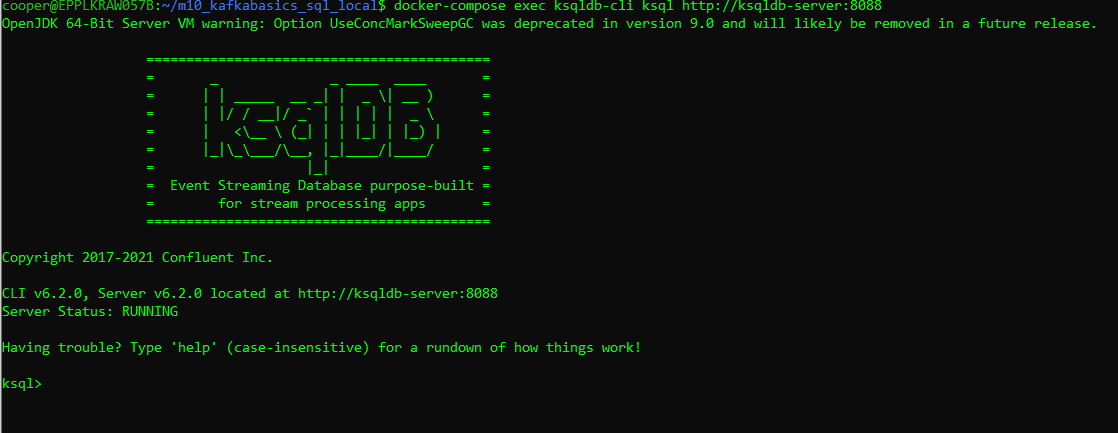 cooper@EPPLKRAW057B:~/m10_kafkabasics_sql_local$ docker-compose exec ksqldb-cli ksql http://ksqldb-server:8088
OpenJDK 64-Bit Server VM warning: Option UseConcMarkSweepGC was deprecated in version 9.0 and will likely be removed in a future release.
===========================================
=       _              _ ____  ____       =
=      | | _____  __ _| |  _ \| __ )      =
=      | |/ / __|/ _` | | | | |  _ \      =
=      |   <\__ \ (_| | | |_| | |_) |     =
=      |_|\_\___/\__, |_|____/|____/      =
=                   |_|                   =
=  Event Streaming Database purpose-built =
=        for stream processing apps       =
===========================================
Copyright 2017-2021 Confluent Inc.
CLI v6.2.0, Server v6.2.0 located at http://ksqldb-server:8088
Server Status: RUNNING
Having trouble? Type 'help' (case-insensitive) for a rundown of how things work!
ksql>